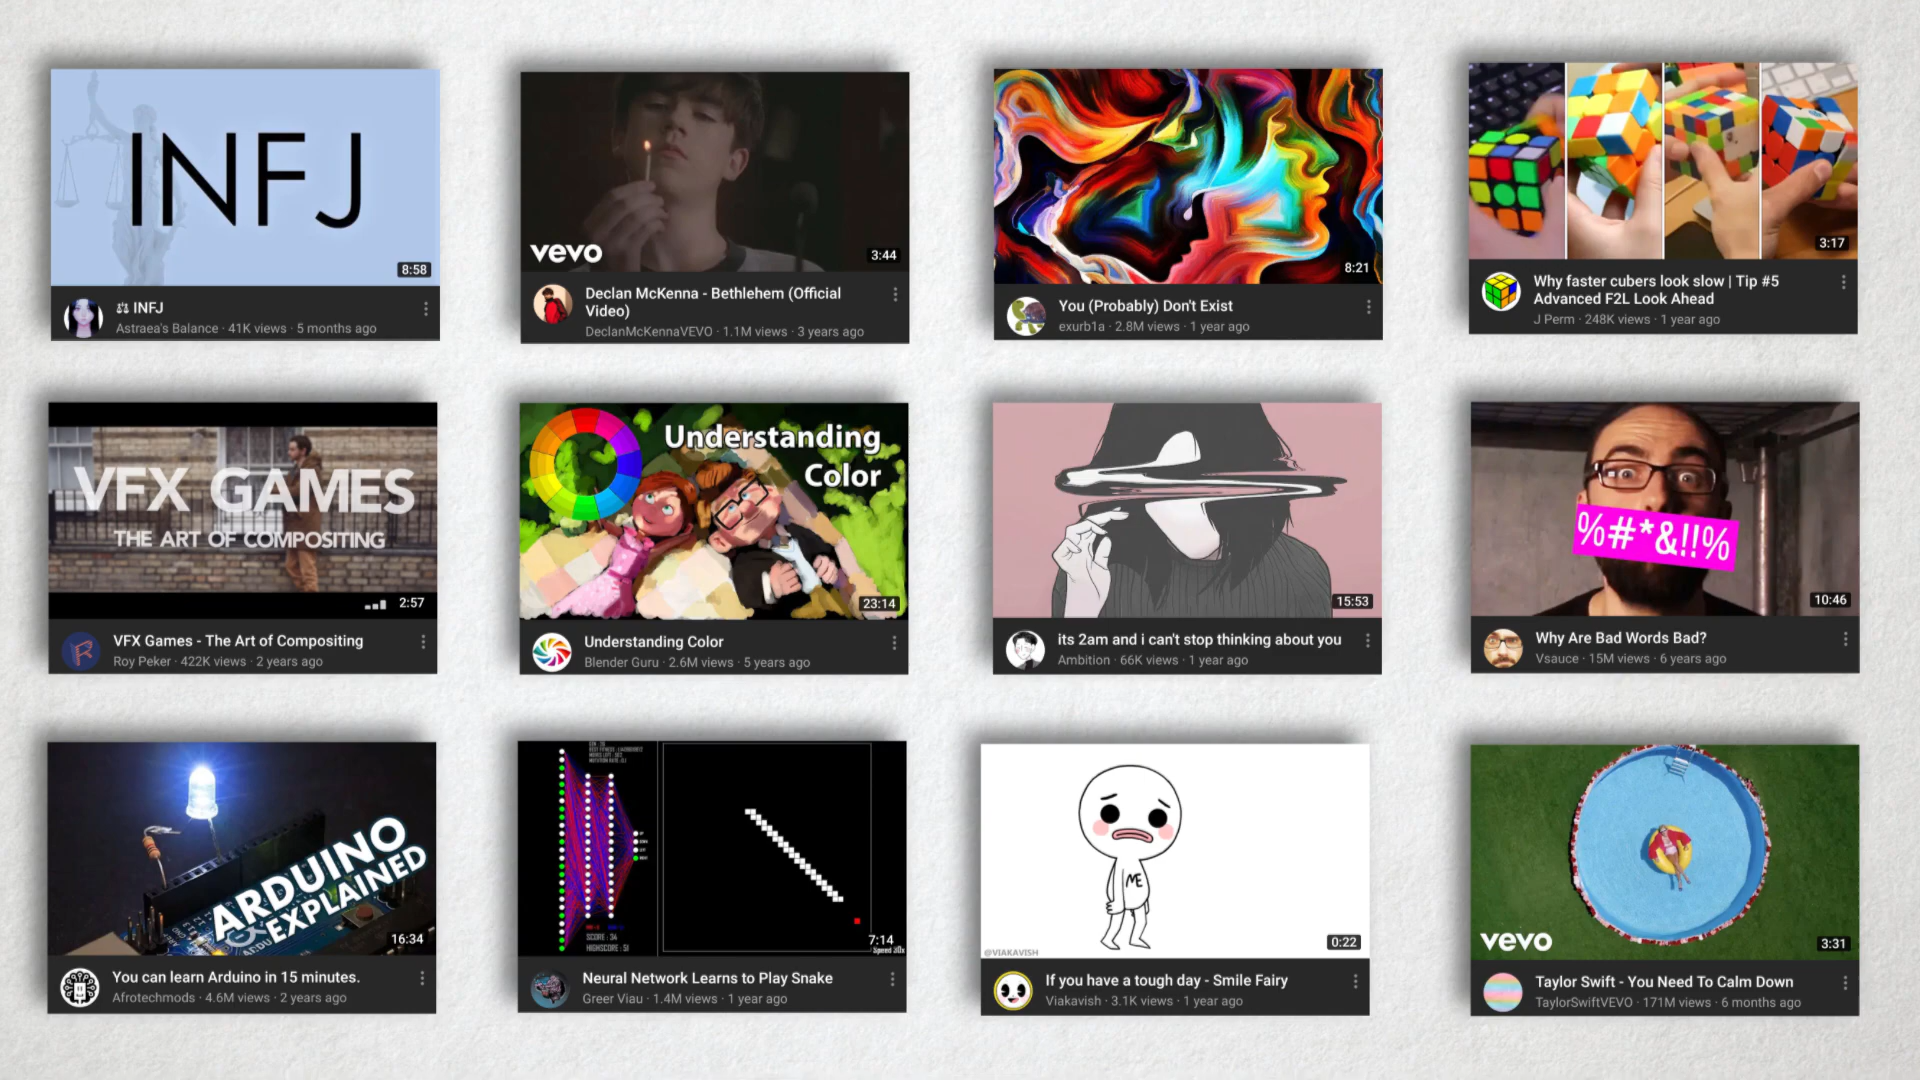 INFJ
8:58
⚖ INFJ
Astraea's Balance · 41K views · 5 months ago
vevo
3:44
Declan McKenna - Bethlehem (Official
Video)
DeclanMcKennaVEVO · 1.1M views · 3 years ago
8:21
You (Probably) Don't Exist
exurb1a · 2.8M views · 1 year ago
3:17
Why faster cubers look slow | Tip #5
Advanced F2L Look Ahead
J Perm · 248K views · 1 year ago
VFX GAMES
THE ART OF COMPOSITING
2:57
VFX Games - The Art of Compositing
Roy Peker · 422K views · 2 years ago
Understanding
Color
23:14
Understanding Color
Blender Guru · 2.6M views · 5 years ago
15:53
its 2am and i can't stop thinking about you
Ambition · 66K views · 1 year ago
%#*&!!%
10:46
Why Are Bad Words Bad?
Vsauce · 15M views · 6 years ago
ARDUINO
EXPLAINED
16:34
You can learn Arduino in 15 minutes.
Afrotechmods · 4.6M views · 2 years ago
SCORE : 34
HIGHSCORE : 51
7:14
Speed 30x
Neural Network Learns to Play Snake
Greer Viau · 1.4M views · 1 year ago
ME
@VIAKAVISH
0:22
If you have a tough day - Smile Fairy
Viakavish · 3.1K views · 1 year ago
vevo
3:31
Taylor Swift - You Need To Calm Down
TaylorSwiftVEVO · 171M views · 6 months ago